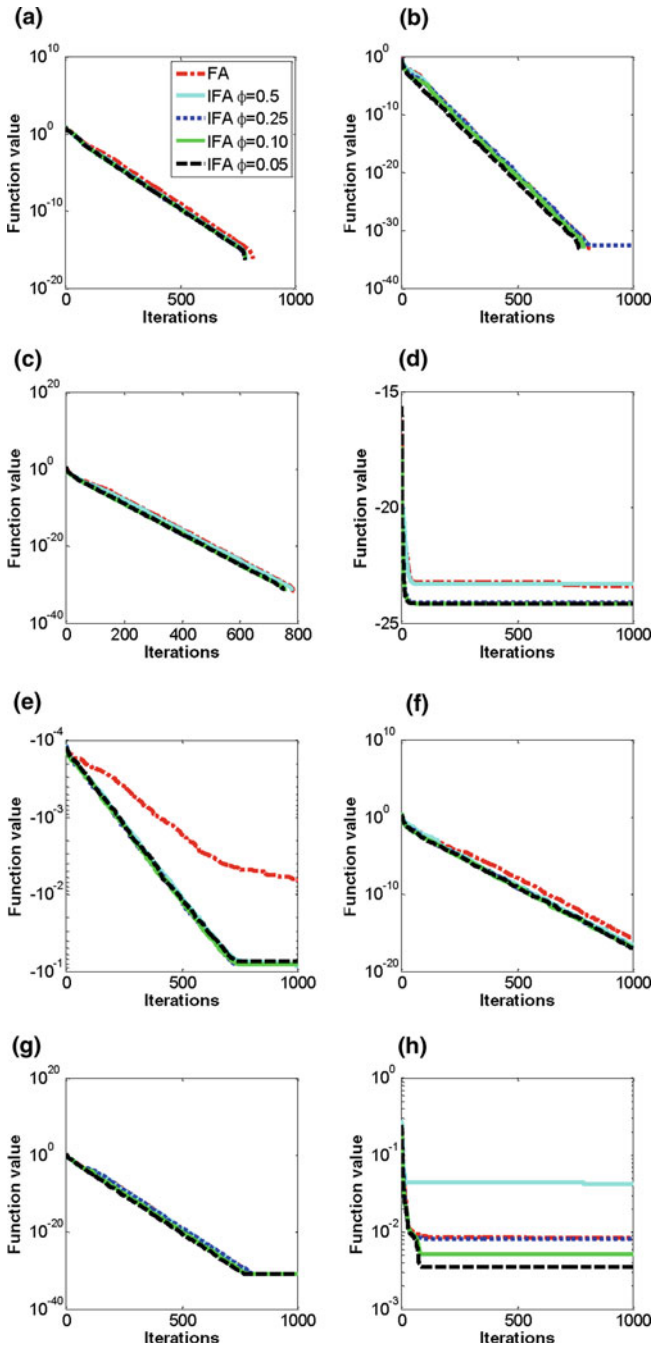 (a)
10^10
10^0
10^-10
10^-20
Function value
0
500
1000
Iterations
FA
IFA ϕ=0.5
IFA ϕ=0.25
IFA ϕ=0.10
IFA ϕ=0.05
(b)
10^0
10^-10
10^-20
10^-30
10^-40
Function value
0
500
1000
Iterations
(c)
10^20
10^0
10^-20
10^-40
Function value
0
200
400
600
800
Iterations
(d)
-15
-20
-25
Function value
0
500
1000
Iterations
(e)
-10^-4
-10^-3
-10^-2
-10^-1
Function value
0
500
1000
Iterations
(f)
10^10
10^0
10^-10
10^-20
Function value
0
500
1000
Iterations
(g)
10^20
10^0
10^-20
10^-40
Function value
0
500
1000
Iterations
(h)
10^0
10^-1
10^-2
10^-3
Function value
0
500
1000
Iterations